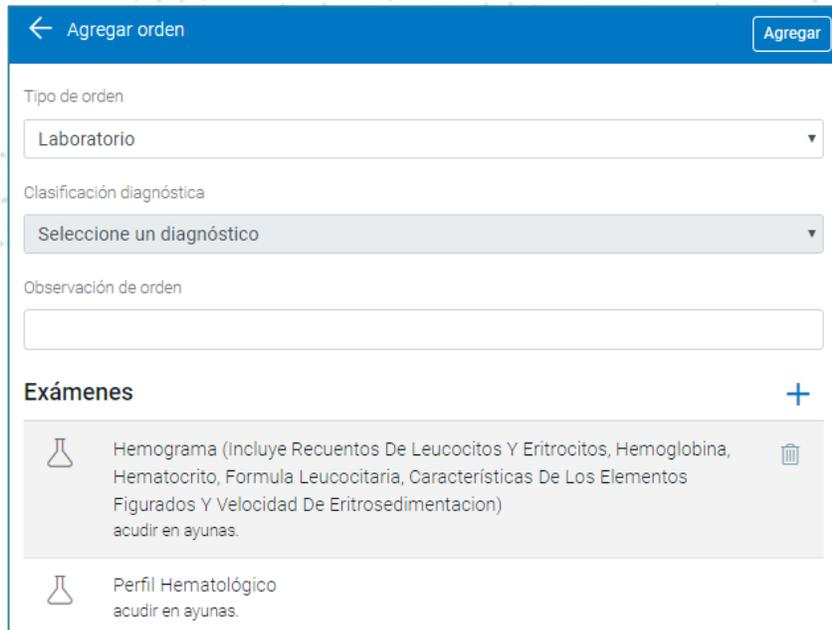 Agregar orden
Agregar
Tipo de orden
Laboratorio
Clasificación diagnóstica
Seleccione un diagnóstico
Observación de orden
Exámenes
Hemograma (Incluye Recuentos De Leucocitos Y Eritrocitos, Hemoglobina,
Hematocrito, Formula Leucocitaria, Características De Los Elementos
Figurados Y Velocidad De Eritrosedimentacion)
acudir en ayunas.
Perfil Hematológico
acudir en ayunas.